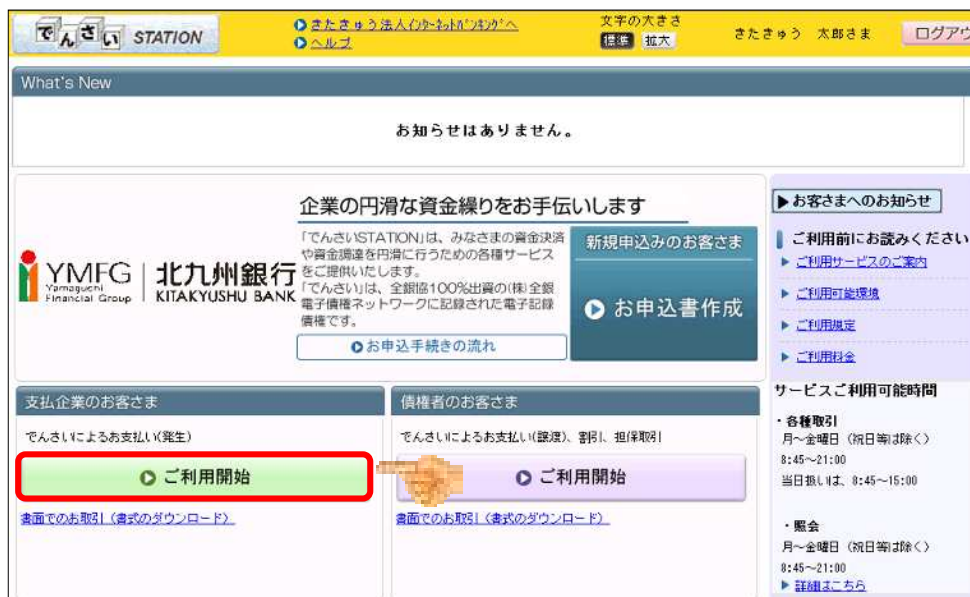 でんさい STATION
きたきゅう法人インターネットバンキングへ
ヘルプ
文字の大きさ
標準 拡大
きたきゅう 太郎さま
ログアウ
What's New
お知らせはありません。
企業の円滑な資金繰りをお手伝いします
「でんさいSTATION」は、みなさまの資金決済
や資金調達を円滑に行うための各種サービス
をご提供いたします。
「でんさい」は、全銀協100%出資の(株)全銀
電子債権ネットワークに記録された電子記録
債権です。
お申込手続きの流れ
YMFG
Yamaguchi
Financial Group
北九州銀行
KITAKYUSHU BANK
新規申込みのお客さま
お申込書作成
支払企業のお客さま
でんさいによるお支払い(発生)
ご利用開始
書面でのお取引(書式のダウンロード)
債権者のお客さま
でんさいによるお支払い(譲渡)、割引、担保取引
ご利用開始
書面でのお取引(書式のダウンロード)
お客さまへのお知らせ
ご利用前にお読みください
ご利用サービスのご案内
ご利用可能環境
ご利用規定
ご利用料金
サービスご利用可能時間
・各種取引
月～金曜日(祝日等は除く)
8:45～21:00
当日扱いは、8:45～15:00
・照会
月～金曜日(祝日等は除く)
8:45～21:00
詳細はこちら